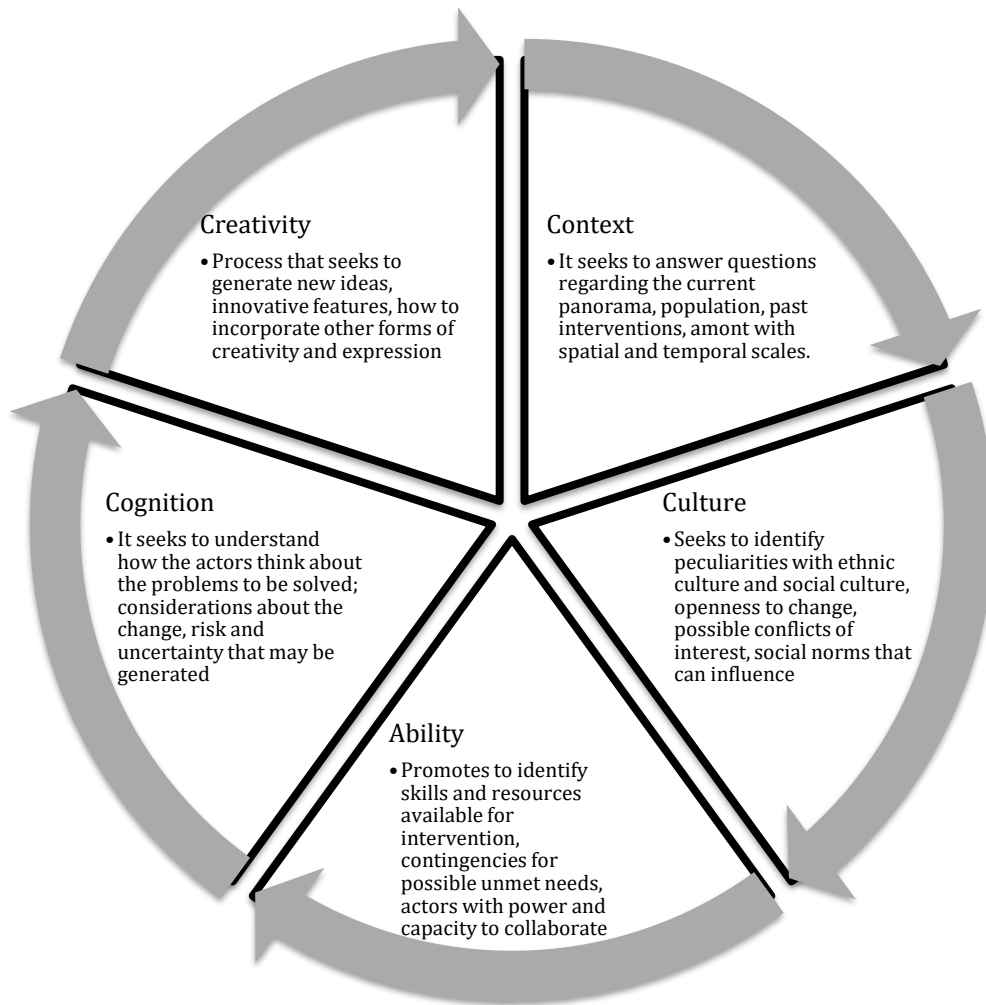 Creativity
• Process that seeks to
generate new ideas,
innovative features, how to
incorporate other forms of
creativity and expression
Context
• It seeks to answer questions
regarding the current
panorama, population, past
interventions, amont with
spatial and temporal scales.
Cognition
• It seeks to understand
how the actors think about
the problems to be solved;
considerations about the
change, risk and
uncertainty that may be
generated
Culture
• Seeks to identify
peculiarities with ethnic
culture and social culture,
openness to change,
possible conflicts of
interest, social norms that
can influence
Ability
• Promotes to identify
skills and resources
available for
intervention,
contingencies for
possible unmet needs,
actors with power and
capacity to collaborate